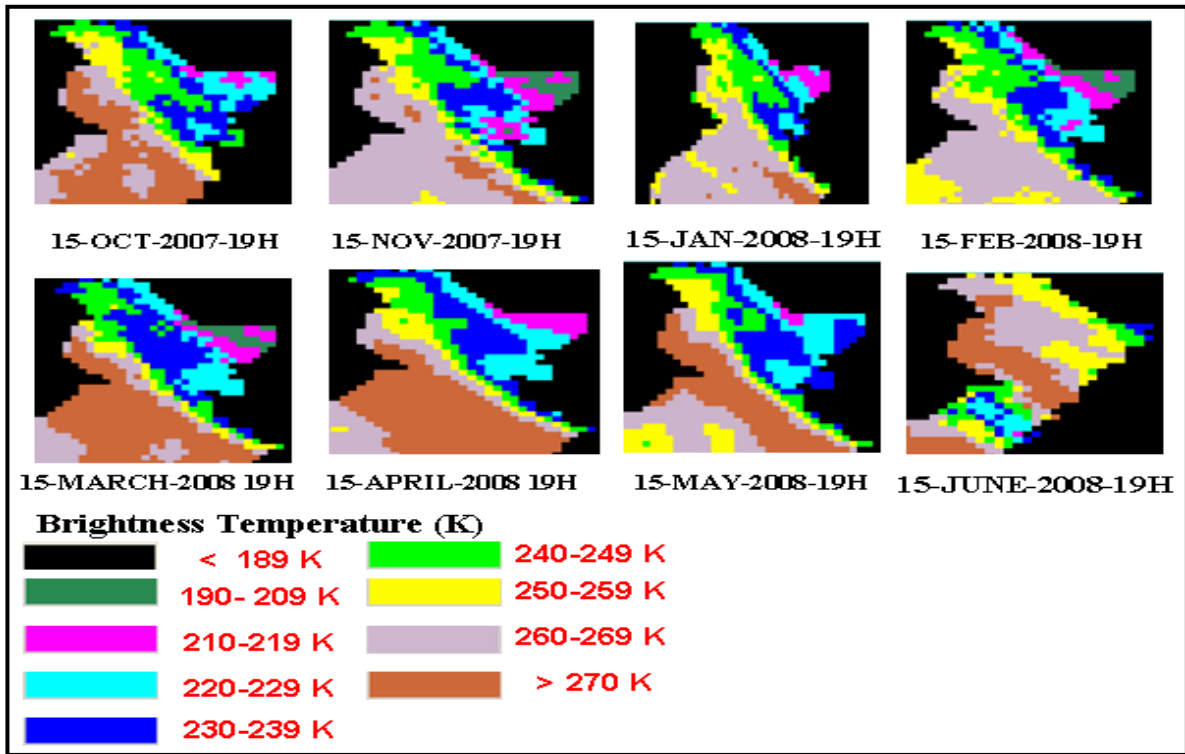 15-OCT-2007-19H
15-NOV-2007-19H
15-JAN-2008-19H
15-FEB-2008-19H
15-MARCH-2008 19H
15-APRIL-2008 19H
15-MAY-2008-19H
15-JUNE-2008-19H
Brightness Temperature (K)
< 189 K
190- 209 K
210-219 K
220-229 K
230-239 K
240-249 K
250-259 K
260-269 K
> 270 K